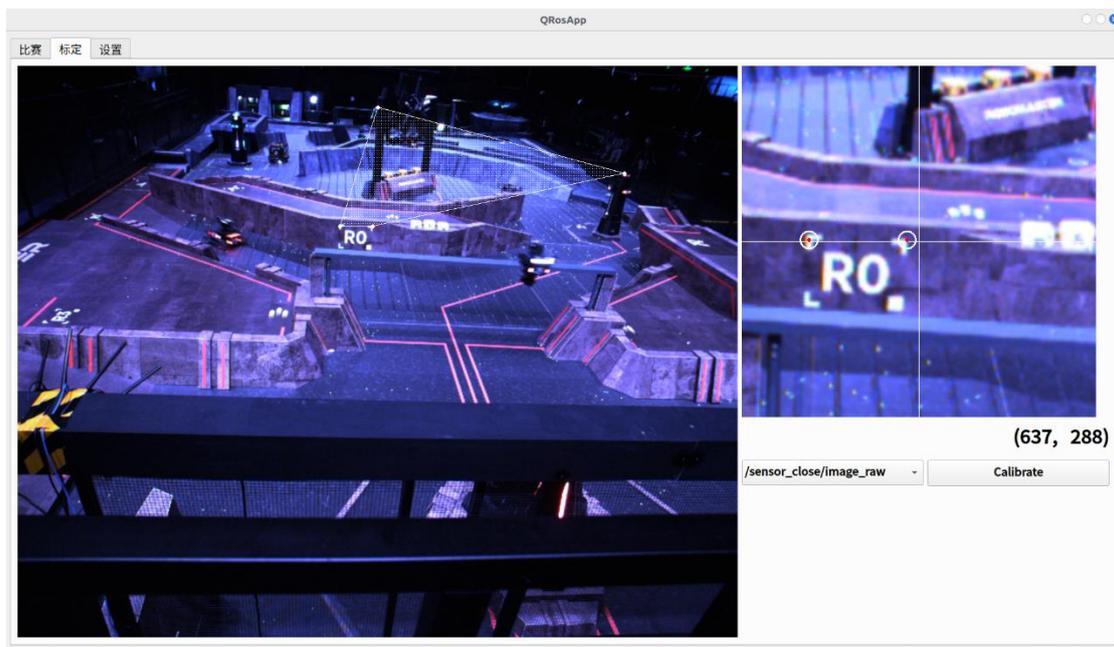 QRosApp
比赛 标定 设置
R0
R0
(637, 288)
/sensor_close/image_raw
Calibrate